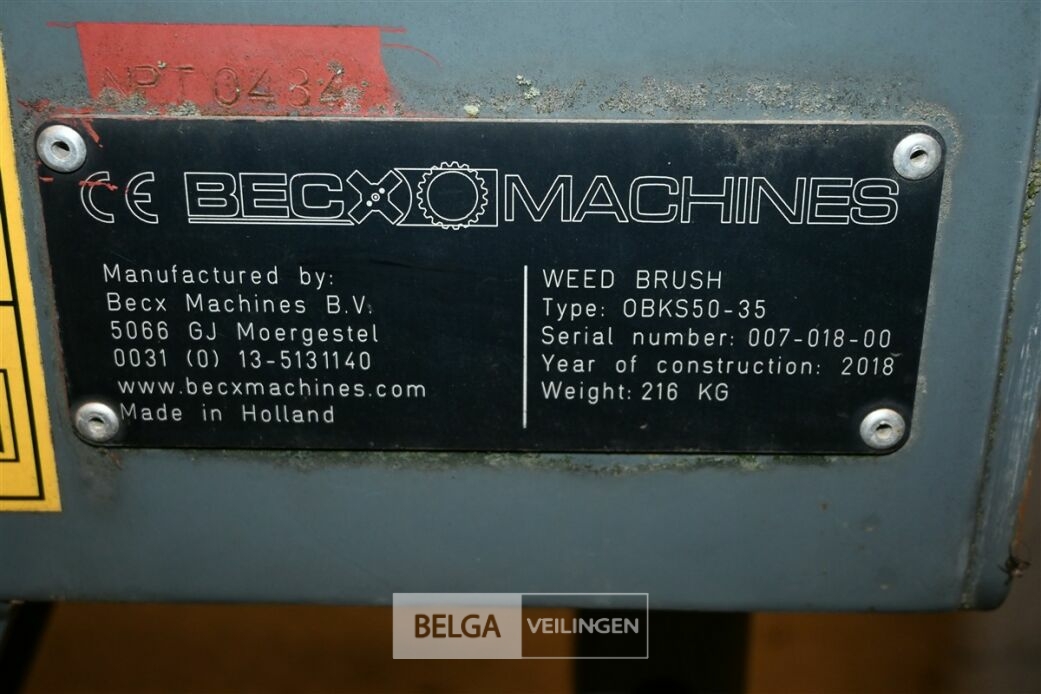 NPT 0434
CE BECX MACHINES
Manufactured by:
Becx Machines B.V.
5066 GJ Moergestel
0031 (0) 13-5131140
www.becxmachines.com
Made in Holland
WEED BRUSH
Type: OBKS50-35
Serial number: 007-018-00
Year of construction: 2018
Weight: 216 KG
BELGA VEILINGEN